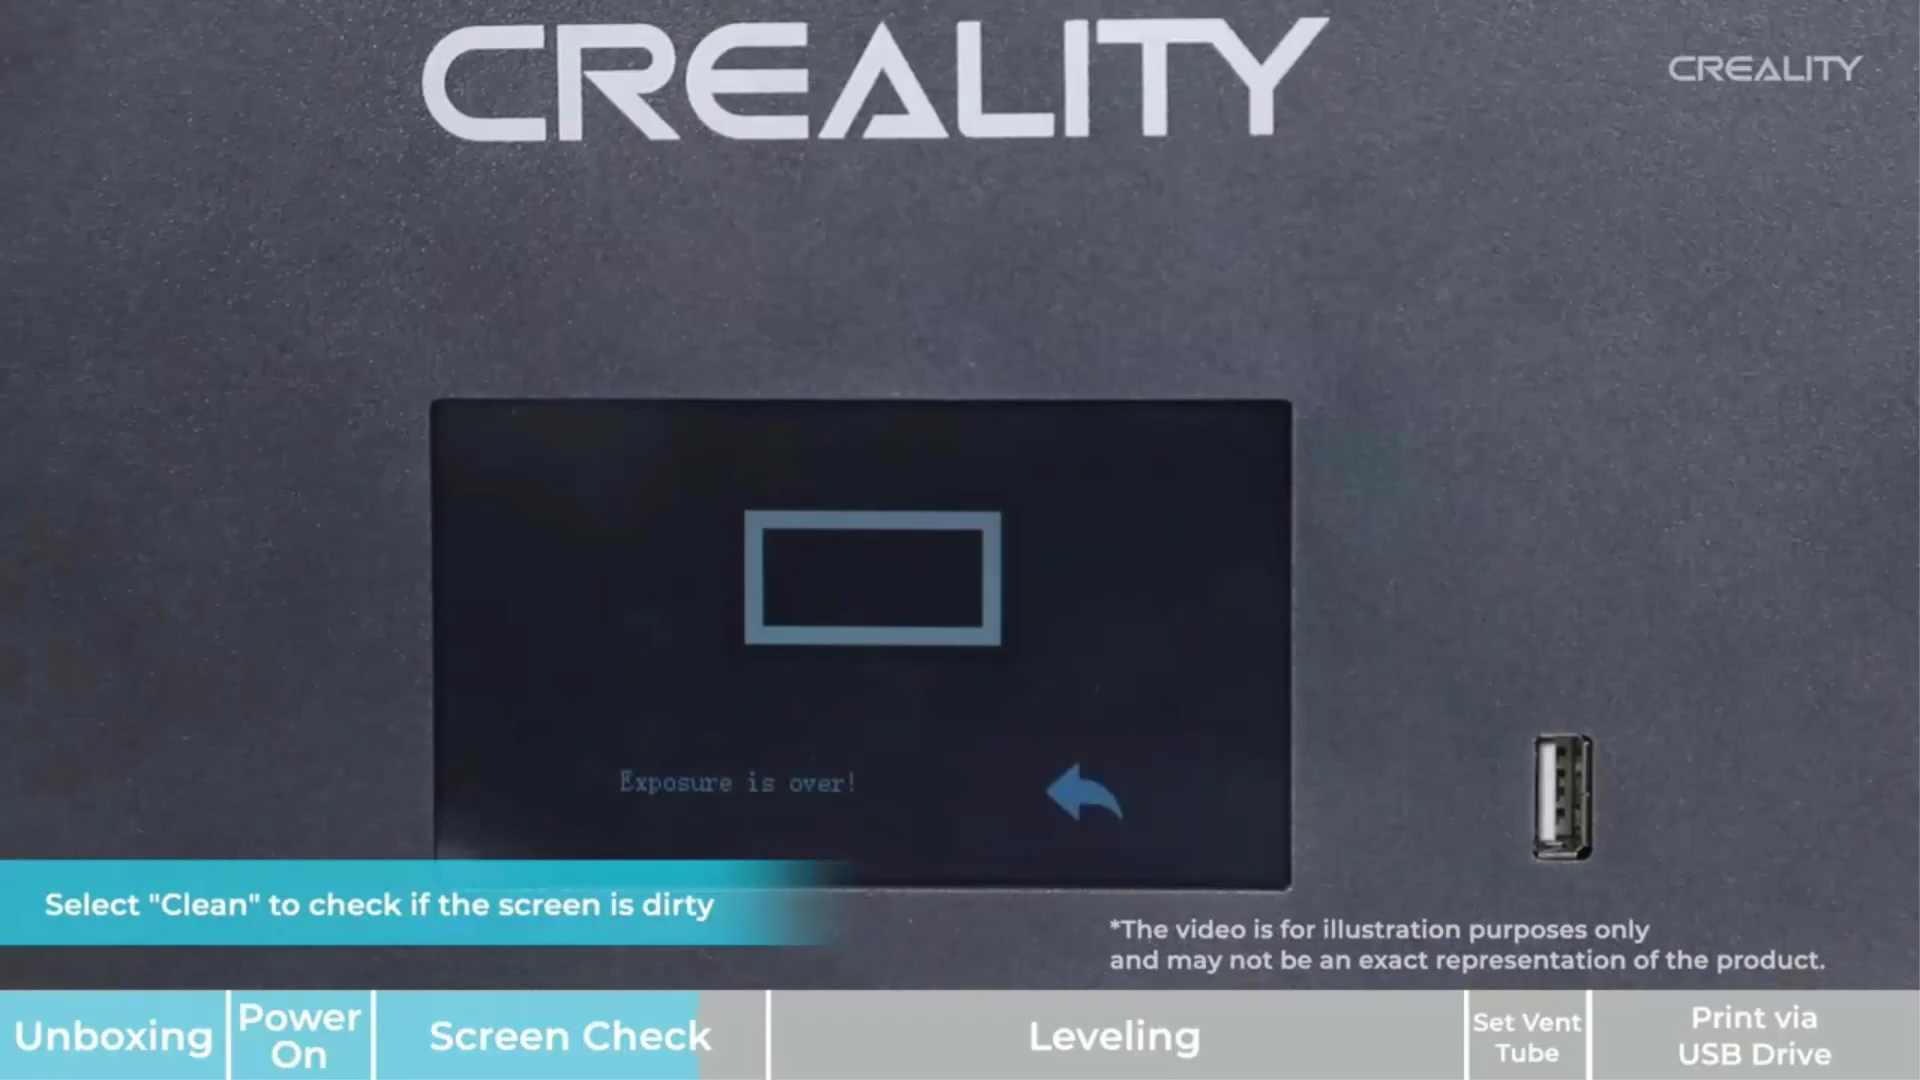 CREALITY
CREALITY
Exposure is over!
Select "Clean" to check if the screen is dirty
*The video is for illustration purposes only
and may not be an exact representation of the product.
Unboxing
Power
On
Screen Check
Leveling
Set Vent
Tube
Print via
USB Drive